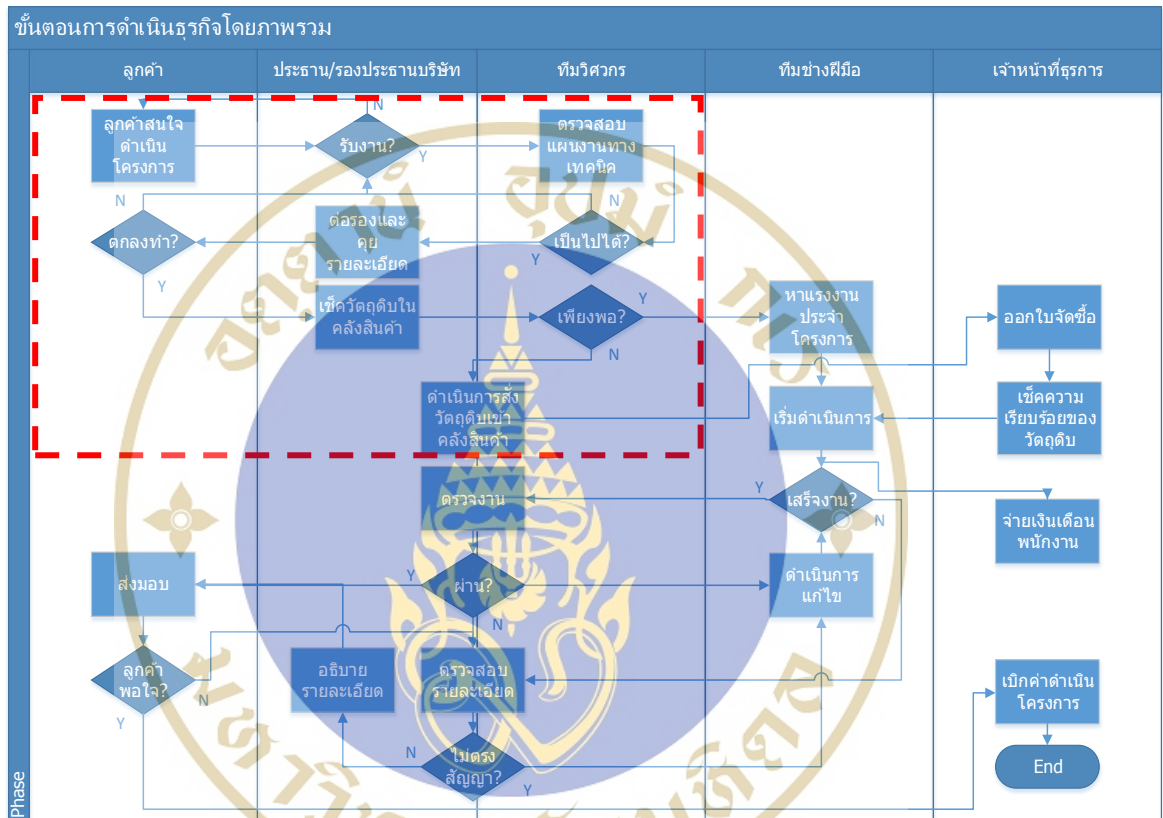 ขั้นตอนการดำเนินธุรกิจโดยภาพรวม
ลูกค้า
ประธาน/รองประธานบริษัท
ทีมวิศวกร
ทีมช่างฝีมือ
เจ้าหน้าที่ธุรการ
N
ลูกค้าสนใจ
ดำเนิน
โครงการ
รับงาน?
Y
ตรวจสอบ
แผนงานทาง
เทคนิค
N
N
ตกลงทำ?
ต่อรองและ
คุย
รายละเอียด
เป็นไปได้?
Y
Y
เช็ควัตถุดิบใน
คลังสินค้า
เพียงพอ?
Y
N
หาแรงงาน
ประจำ
โครงการ
ออกใบจัดซื้อ
ดำเนินการสั่ง
วัตถุดิบเข้า
คลังสินค้า
เริ่มดำเนินการ
เช็คความ
เรียบร้อยของ
วัตถุดิบ
ตรวจงาน
Y
เสร็จงาน?
N
จ่ายเงินเดือน
พนักงาน
ส่งมอบ
Y
ผ่าน?
N
ดำเนินการ
แก้ไข
ลูกค้า
พอใจ?
N
Y
อธิบาย
รายละเอียด
ตรวจสอบ
รายละเอียด
เบิกค่าดำเนิน
โครงการ
N
ไม่ตรง
สัญญา?
Y
End
Phase